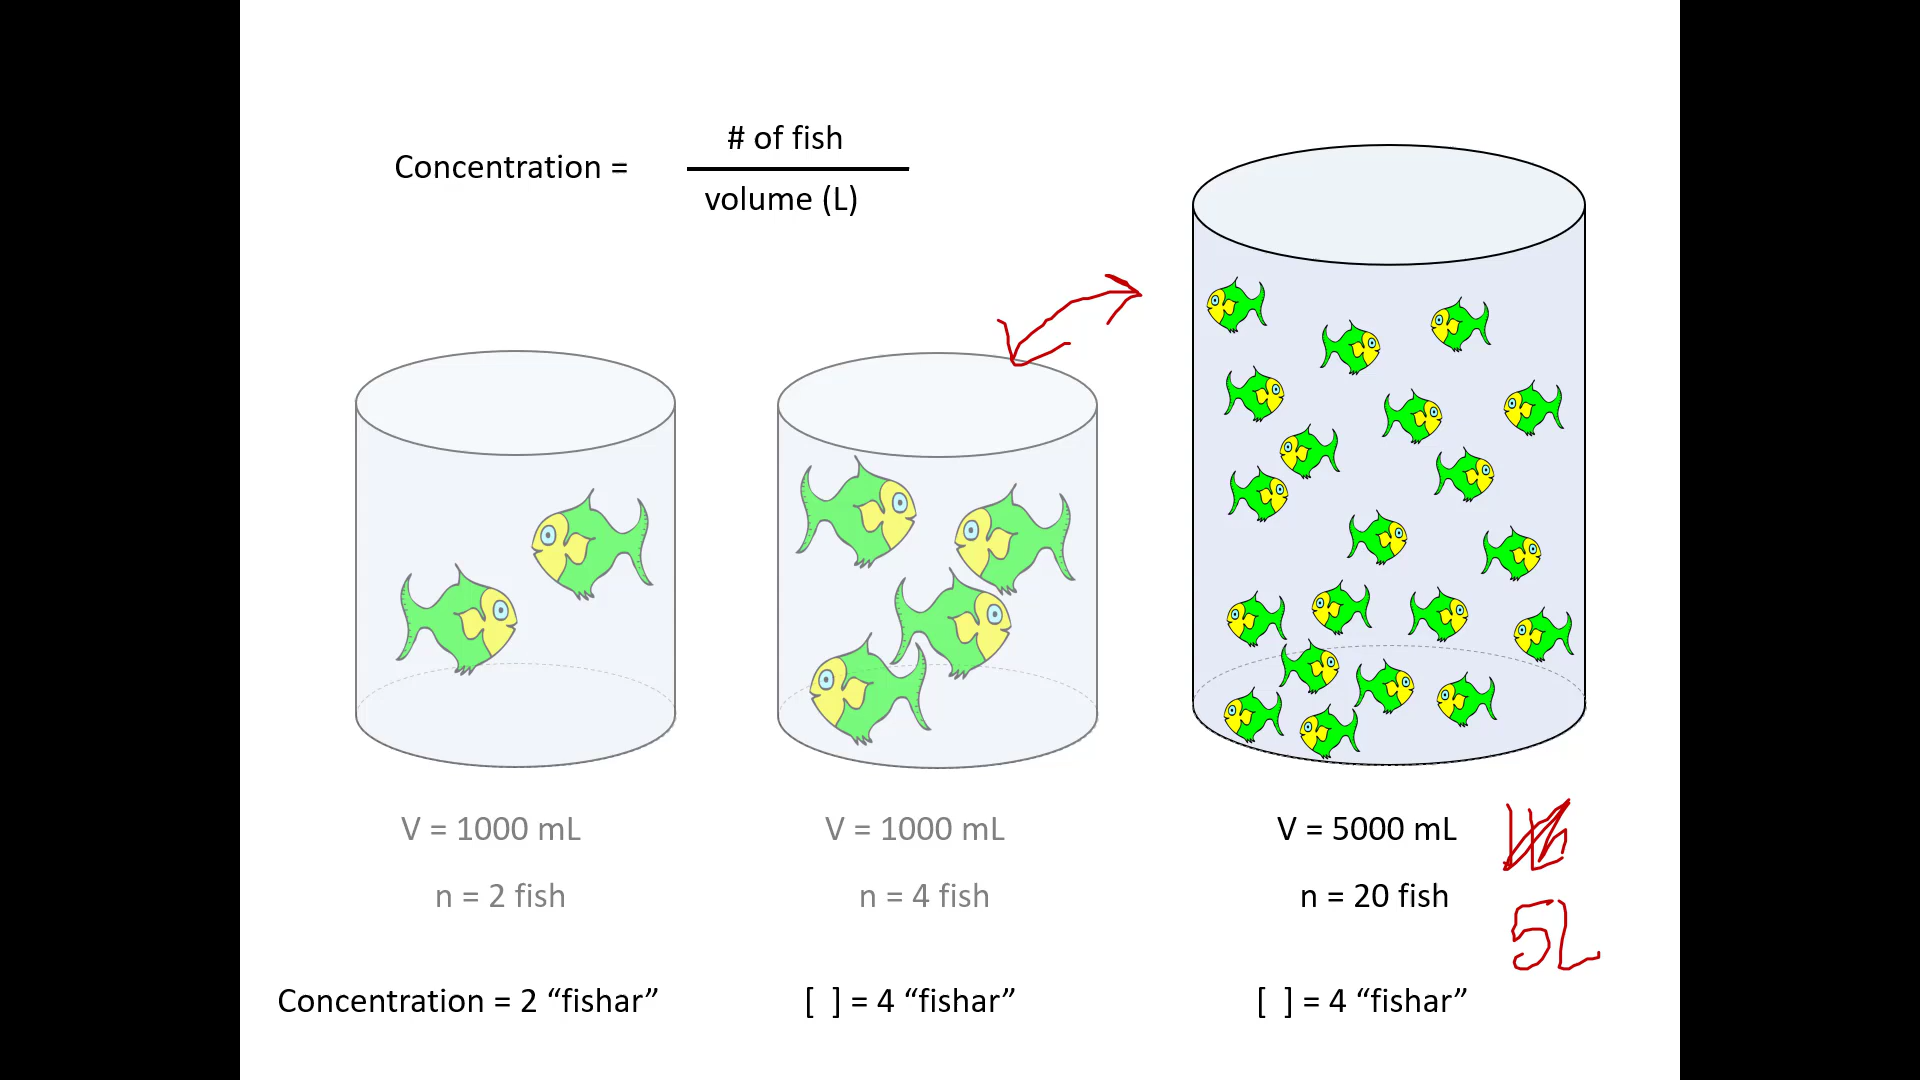 # of fish
Concentration =
volume (L)
V = 1000 mL
V = 1000 mL
V = 5000 mL
n = 2 fish
n = 4 fish
n = 20 fish
5L
Concentration = 2 “fishar”
[ ] = 4 “fishar”
[ ] = 4 “fishar”